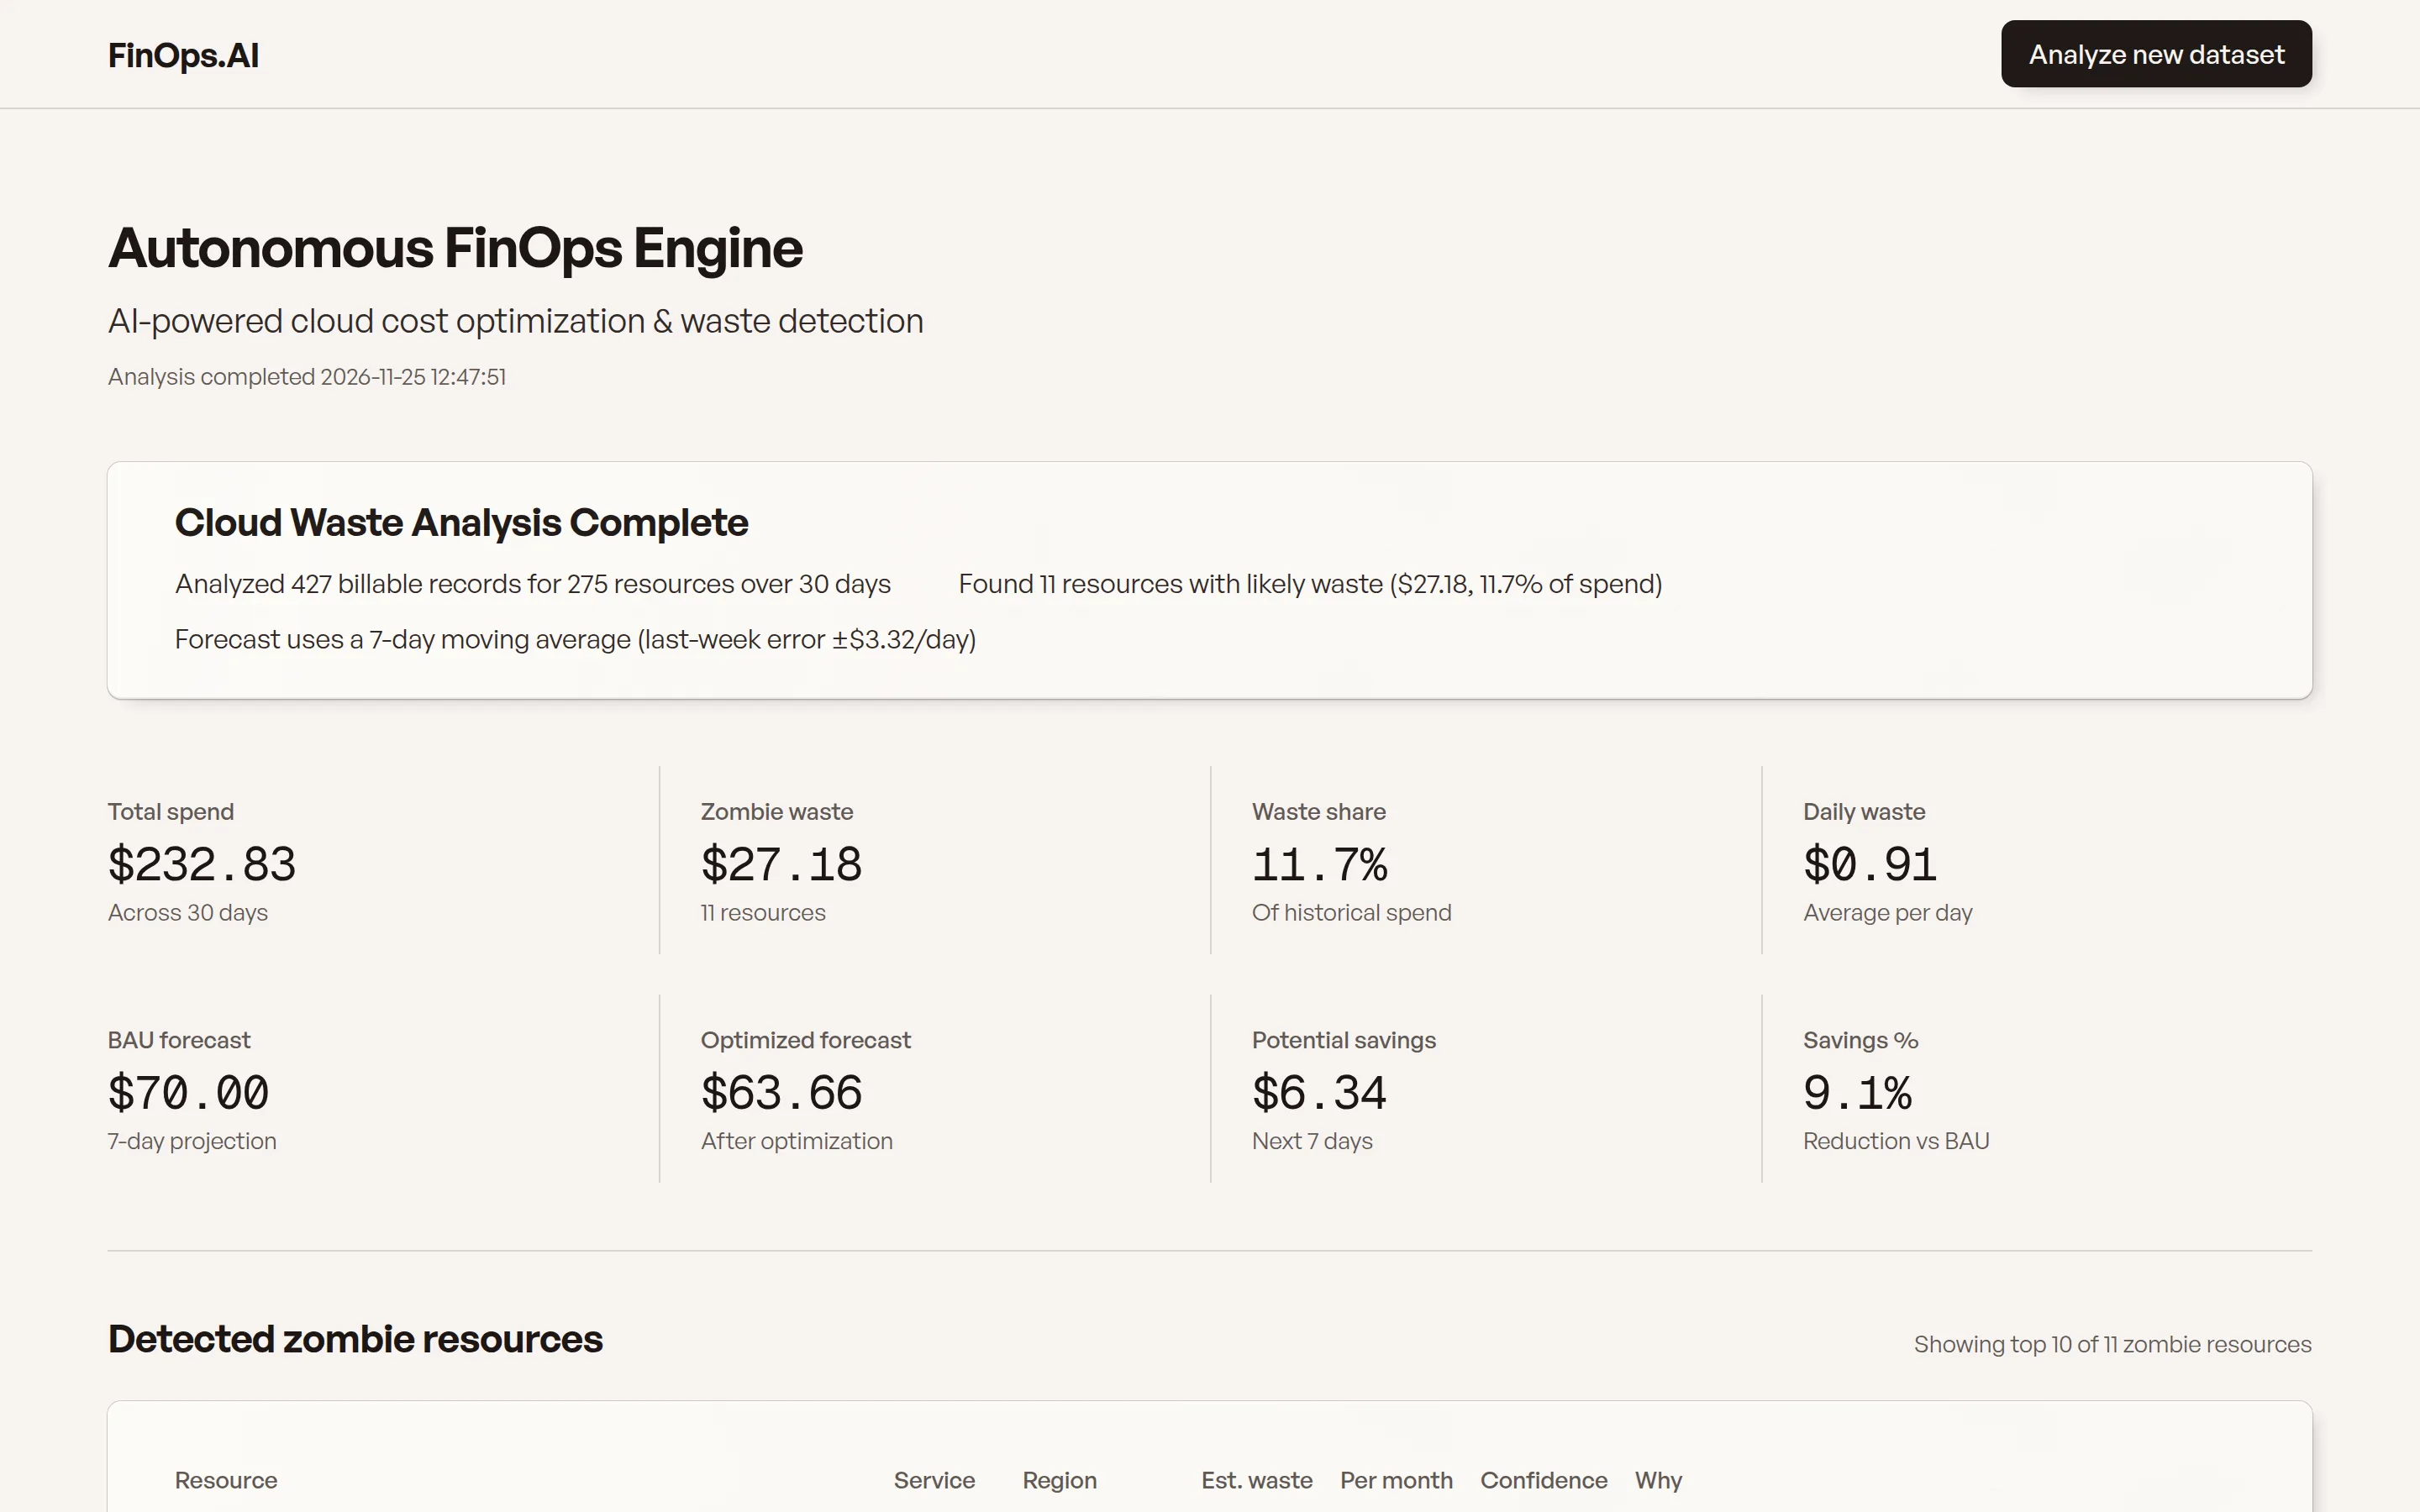 FinOps.AI
Analyze new dataset
Autonomous FinOps Engine
AI-powered cloud cost optimization & waste detection
Analysis completed 2026-11-25 12:47:51
Cloud Waste Analysis Complete
Analyzed 427 billable records for 275 resources over 30 days
Found 11 resources with likely waste ($27.18, 11.7% of spend)
Forecast uses a 7-day moving average (last-week error ±$3.32/day)
Total spend
$232.83
Across 30 days
Zombie waste
$27.18
11 resources
Waste share
11.7%
Of historical spend
Daily waste
$0.91
Average per day
BAU forecast
$70.00
7-day projection
Optimized forecast
$63.66
After optimization
Potential savings
$6.34
Next 7 days
Savings %
9.1%
Reduction vs BAU
Detected zombie resources
Showing top 10 of 11 zombie resources
Resource Service Region Est. waste Per month Confidence Why